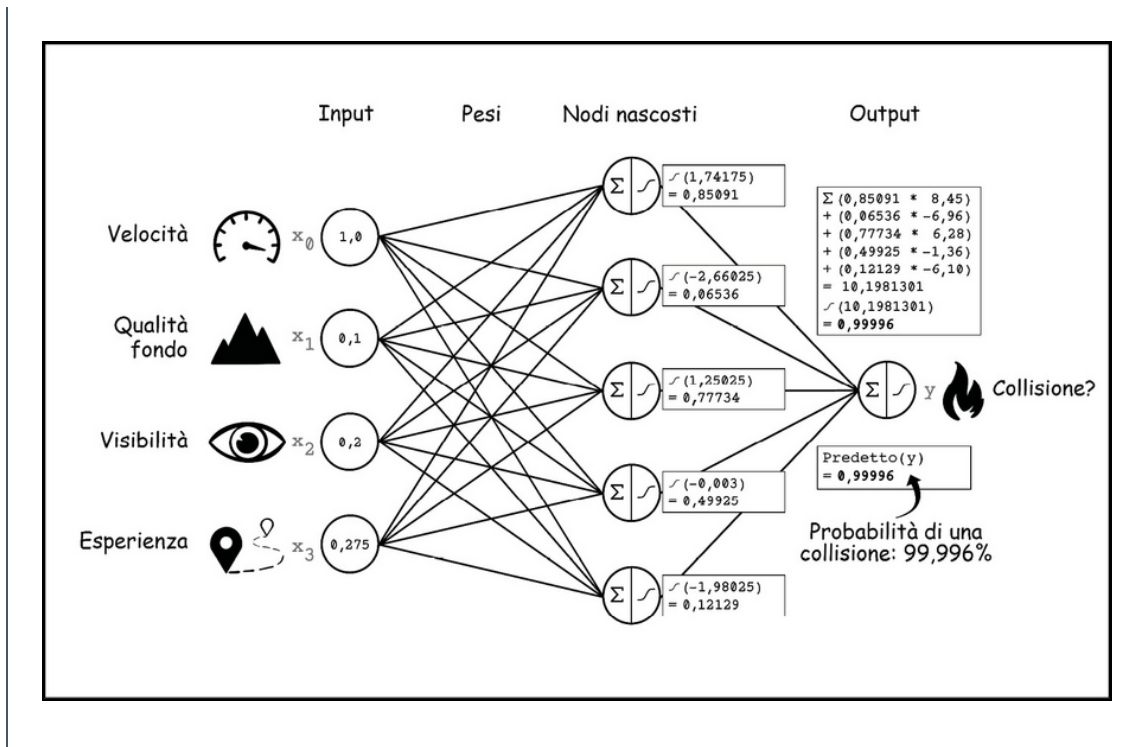 Input
Pesi
Nodi nascosti
Output
Velocità
x0
1,0
Qualità
fondo
x1
0,1
Visibilità
x2
0,2
Esperienza
x3
0,275
Σ
(1,74175)
= 0,85091
Σ
(-2,66025)
= 0,06536
Σ
(1,25025)
= 0,77734
Σ
(-0,003)
= 0,49925
Σ
(-1,98025)
= 0,12129
Σ (0,85091 * 8,45)
+ (0,06536 * -6,96)
+ (0,77734 * 6,28)
+ (0,49925 * -1,36)
+ (0,12129 * -6,10)
= 10,1981301
(10,1981301)
= 0,99996
Σ
y
Collisione?
Predetto(y)
= 0,99996
Probabilità di una
collisione: 99,996%